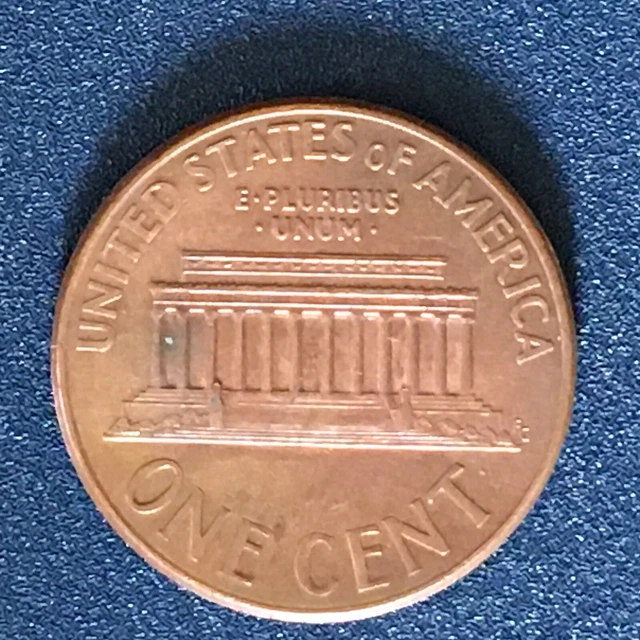 UNITED STATES OF AMERICA
E·PLURIBUS
·UNUM·
ONE CENT